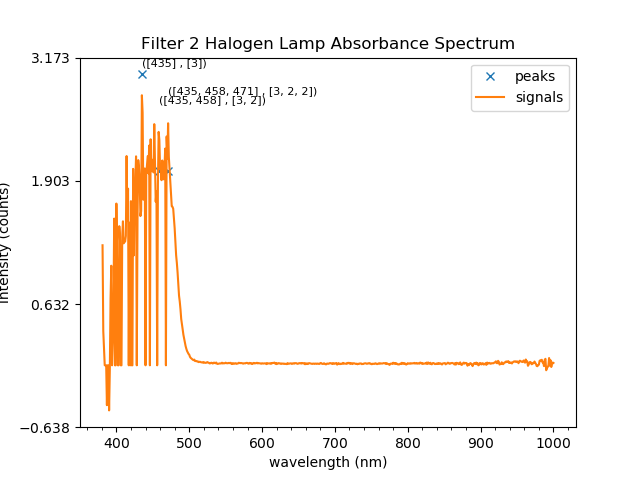 Filter 2 Halogen Lamp Absorbance Spectrum
3.173
([435] , [3])
peaks
signals
([435, 458, 471] , [3, 2, 2])
([435, 458] , [3, 2])
1.903
intensity (counts)
0.632
−0.638
400 500 600 700 800 900 1000
wavelength (nm)